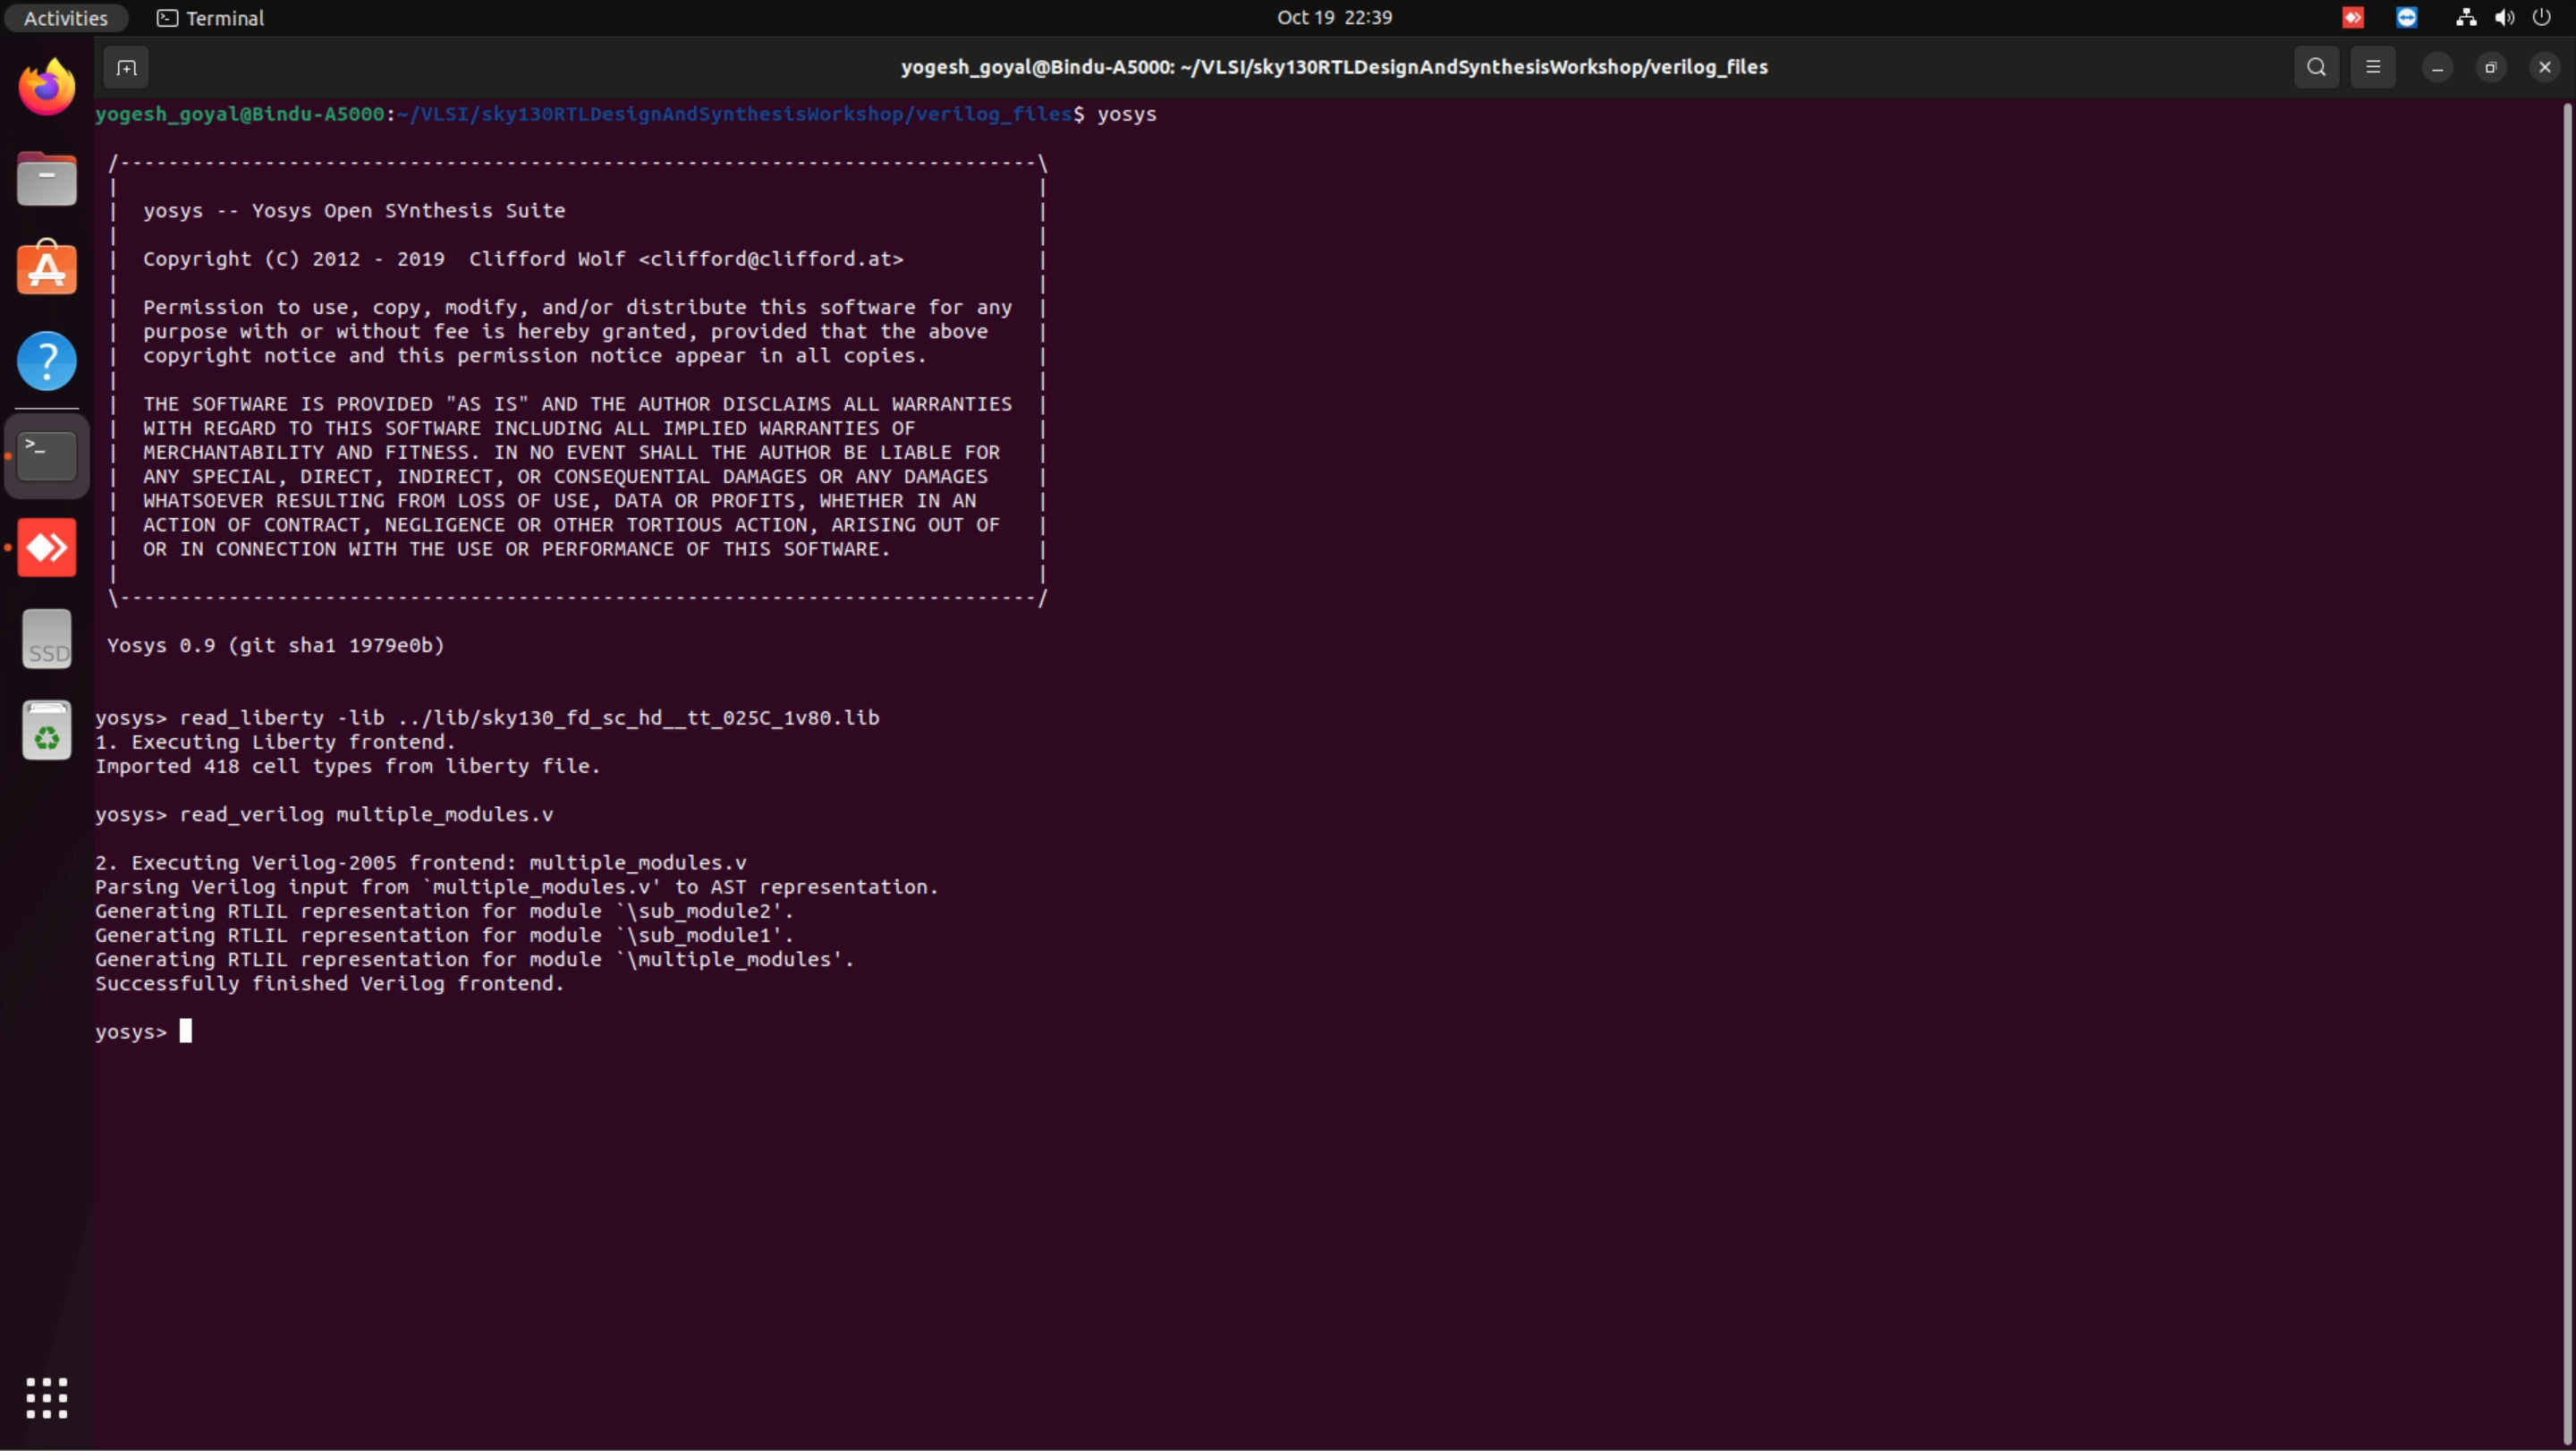 Activities Terminal Oct 19 22:39
yogesh_goyal@Bindu-A5000: ~/VLSI/sky130RTLDesignAndSynthesisWorkshop/verilog_files
yogesh_goyal@Bindu-A5000:~/VLSI/sky130RTLDesignAndSynthesisWorkshop/verilog_files$ yosys
/----------------------------------------------------------------------------\
| |
| yosys -- Yosys Open SYnthesis Suite |
| |
| Copyright (C) 2012 - 2019 Clifford Wolf <clifford@clifford.at> |
| |
| Permission to use, copy, modify, and/or distribute this software for any |
| purpose with or without fee is hereby granted, provided that the above |
| copyright notice and this permission notice appear in all copies. |
| |
| THE SOFTWARE IS PROVIDED "AS IS" AND THE AUTHOR DISCLAIMS ALL WARRANTIES |
| WITH REGARD TO THIS SOFTWARE INCLUDING ALL IMPLIED WARRANTIES OF |
| MERCHANTABILITY AND FITNESS. IN NO EVENT SHALL THE AUTHOR BE LIABLE FOR |
| ANY SPECIAL, DIRECT, INDIRECT, OR CONSEQUENTIAL DAMAGES OR ANY DAMAGES |
| WHATSOEVER RESULTING FROM LOSS OF USE, DATA OR PROFITS, WHETHER IN AN |
| ACTION OF CONTRACT, NEGLIGENCE OR OTHER TORTIOUS ACTION, ARISING OUT OF |
| OR IN CONNECTION WITH THE USE OR PERFORMANCE OF THIS SOFTWARE. |
| |
\----------------------------------------------------------------------------/
SSD
Yosys 0.9 (git sha1 1979e0b)
yosys> read_liberty -lib ../lib/sky130_fd_sc_hd__tt_025C_1v80.lib
1. Executing Liberty frontend.
Imported 418 cell types from liberty file.
yosys> read_verilog multiple_modules.v
2. Executing Verilog-2005 frontend: multiple_modules.v
Parsing Verilog input from `multiple_modules.v' to AST representation.
Generating RTLIL representation for module `\sub_module2'.
Generating RTLIL representation for module `\sub_module1'.
Generating RTLIL representation for module `\multiple_modules'.
Successfully finished Verilog frontend.
yosys>